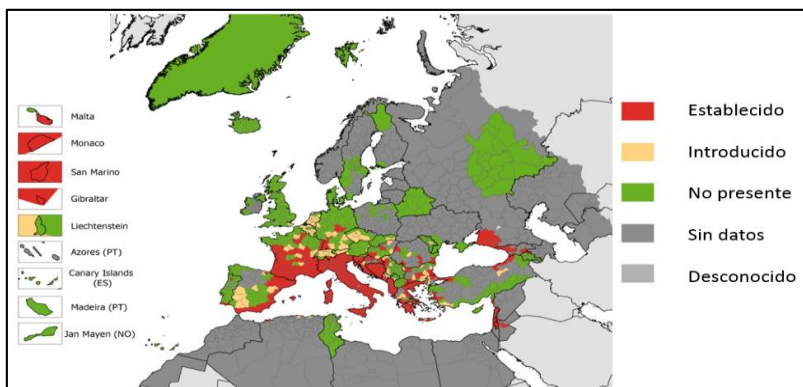 Malta
Monaco
San Marino
Gibraltar
Liechtenstein
Azores (PT)
Canary Islands
(ES)
Madeira (PT)
Jan Mayen (NO)
Establecido
Introducido
No presente
Sin datos
Desconocido